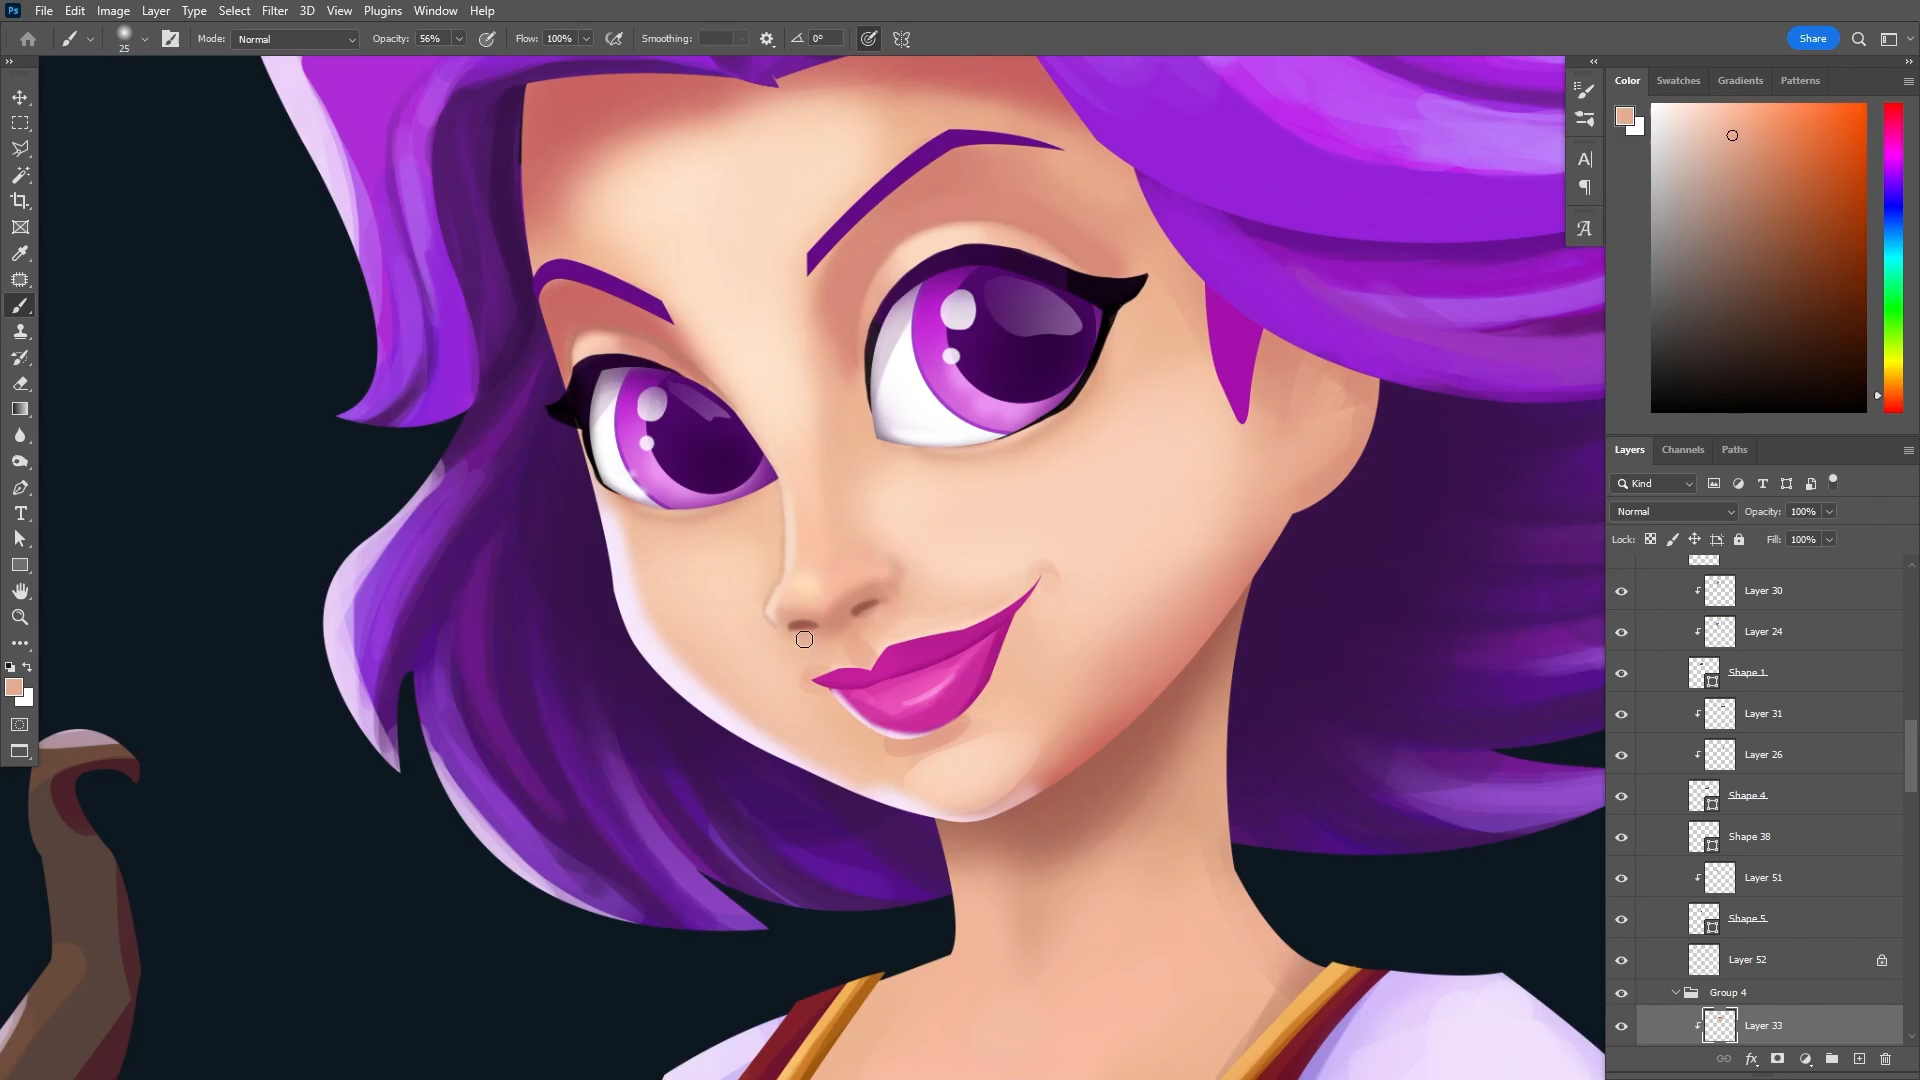 Ps File Edit Image Layer Type Select Filter 3D View Plugins Window Help
25 Mode: Normal Opacity: 56% Flow: 100% Smoothing: 0° Share
Color Swatches Gradients Patterns
Layers Channels Paths
Kind
Normal Opacity: 100%
Lock: Fill: 100%
Layer 30
Layer 24
Shape 1
Layer 31
Layer 26
Shape 4
Shape 38
Layer 51
Shape 5
Layer 52
Group 4
Layer 33